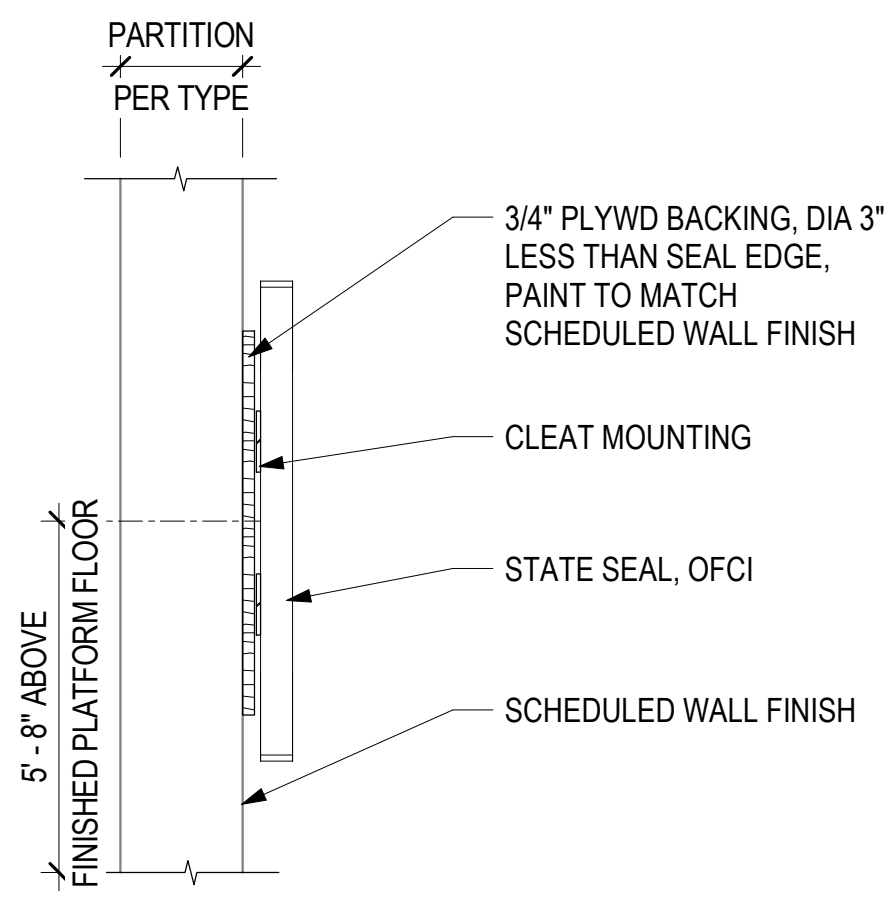 PARTITION
PER TYPE
3/4" PLYWD BACKING, DIA 3"
LESS THAN SEAL EDGE,
PAINT TO MATCH
SCHEDULED WALL FINISH
CLEAT MOUNTING
STATE SEAL, OFCI
SCHEDULED WALL FINISH
5' - 8" ABOVE
FINISHED PLATFORM FLOOR